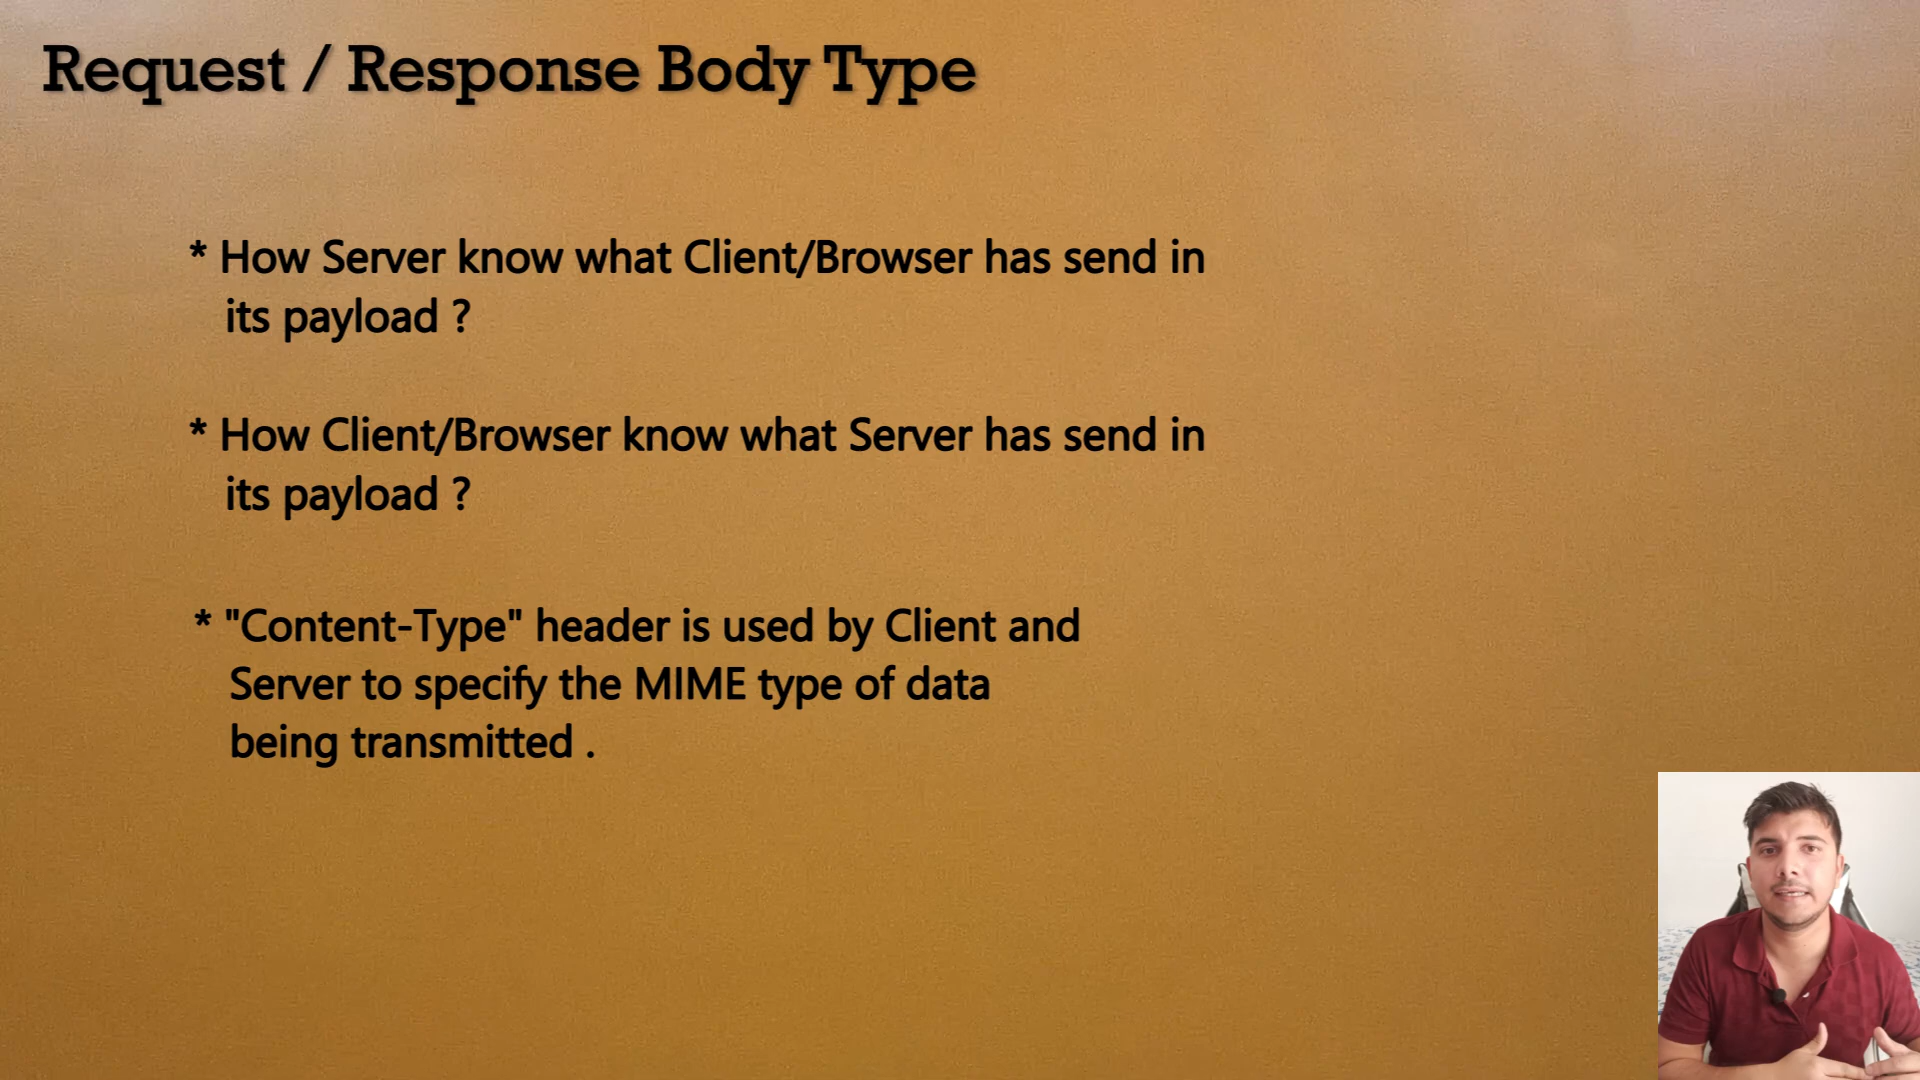 Request / Response Body Type
* How Server know what Client/Browser has send in
its payload ?
* How Client/Browser know what Server has send in
its payload ?
* "Content-Type" header is used by Client and
Server to specify the MIME type of data
being transmitted .